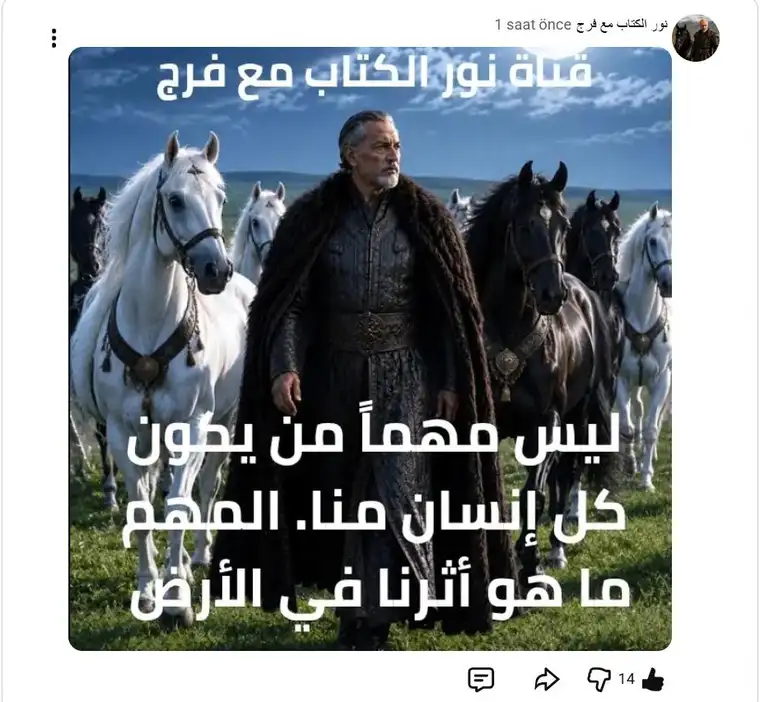 نور الكتاب مع فرج 1 saat önce
قناة نور الكتاب مع فرج
ليس مهماً من يكون
كل إنسان منا. المهم
ما هو أثرنا في الأرض
14